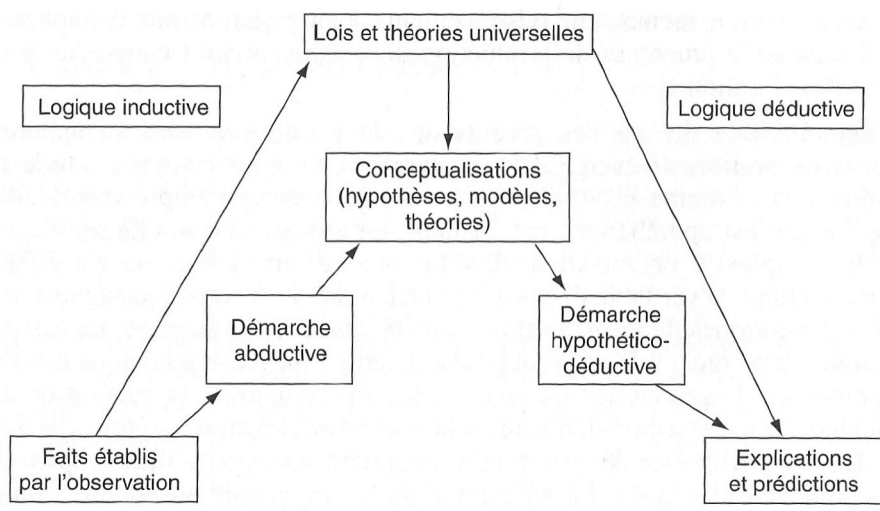 Lois et théories universelles
Logique inductive
Logique déductive
Conceptualisations
(hypothèses, modèles,
théories)
Démarche
abductive
Démarche
hypothético-
déductive
Faits établis
par l'observation
Explications
et prédictions